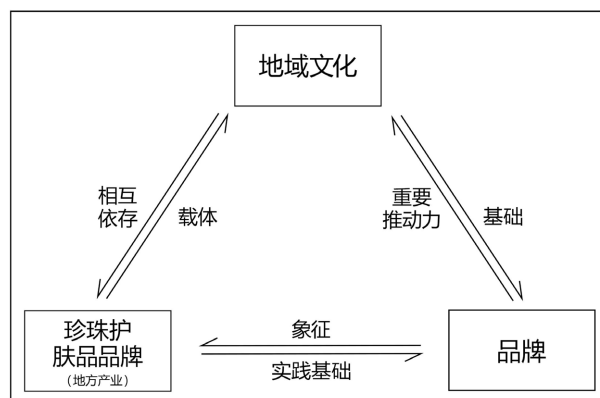 地域文化
相互
依存
载体
重要
推动力
基础
珍珠护
肤品品牌
（地方产业）
象征
实践基础
品牌